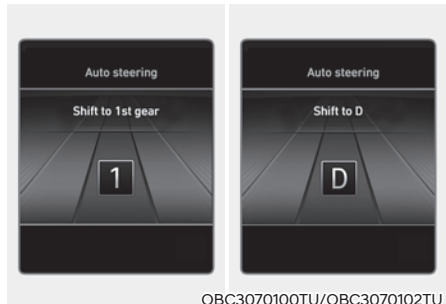 Auto steering
Shift to 1st gear
1
Auto steering
Shift to D
D
OBC3070100TU/OBC3070102TU